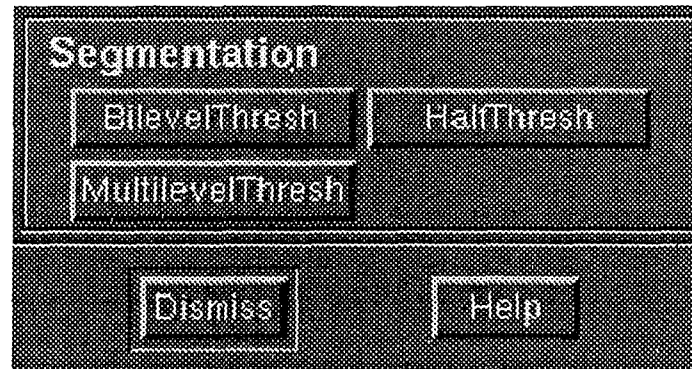 Segmentation
BilevelThresh HalfThresh
MultilevelThresh
Dismiss Help